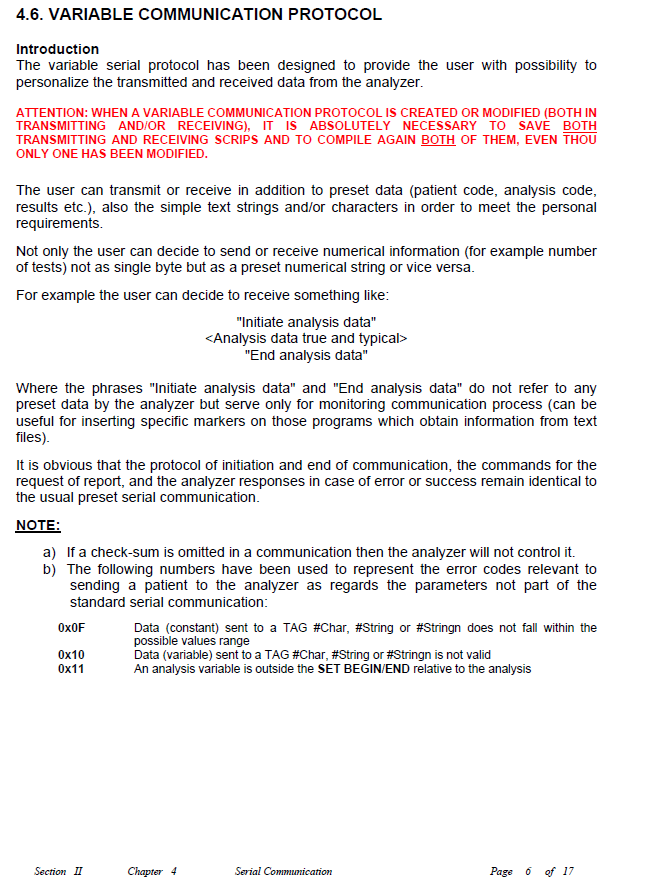 4.6. VARIABLE COMMUNICATION PROTOCOL
Introduction
The variable serial protocol has been designed to provide the user with possibility to
personalize the transmitted and received data from the analyzer.
ATTENTION: WHEN A VARIABLE COMMUNICATION PROTOCOL IS CREATED OR MODIFIED (BOTH IN
TRANSMITTING AND/OR RECEIVING), IT IS ABSOLUTELY NECESSARY TO SAVE BOTH
TRANSMITTING AND RECEIVING SCRIPS AND TO COMPILE AGAIN BOTH OF THEM, EVEN THOU
ONLY ONE HAS BEEN MODIFIED.
The user can transmit or receive in addition to preset data (patient code, analysis code,
results etc.), also the simple text strings and/or characters in order to meet the personal
requirements.
Not only the user can decide to send or receive numerical information (for example number
of tests) not as single byte but as a preset numerical string or vice versa.
For example the user can decide to receive something like:
"Initiate analysis data"
<Analysis data true and typical>
"End analysis data"
Where the phrases "Initiate analysis data" and "End analysis data" do not refer to any
preset data by the analyzer but serve only for monitoring communication process (can be
useful for inserting specific markers on those programs which obtain information from text
files).
It is obvious that the protocol of initiation and end of communication, the commands for the
request of report, and the analyzer responses in case of error or success remain identical to
the usual preset serial communication.
NOTE:
a) If a check-sum is omitted in a communication then the analyzer will not control it.
b) The following numbers have been used to represent the error codes relevant to
sending a patient to the analyzer as regards the parameters not part of the
standard serial communication:
0x0F Data (constant) sent to a TAG #Char, #String or #Stringn does not fall within the
possible values range
0x10 Data (variable) sent to a TAG #Char, #String or #Stringn is not valid
0x11 An analysis variable is outside the SET BEGIN/END relative to the analysis
Section II Chapter 4 Serial Communication Page 6 of 17